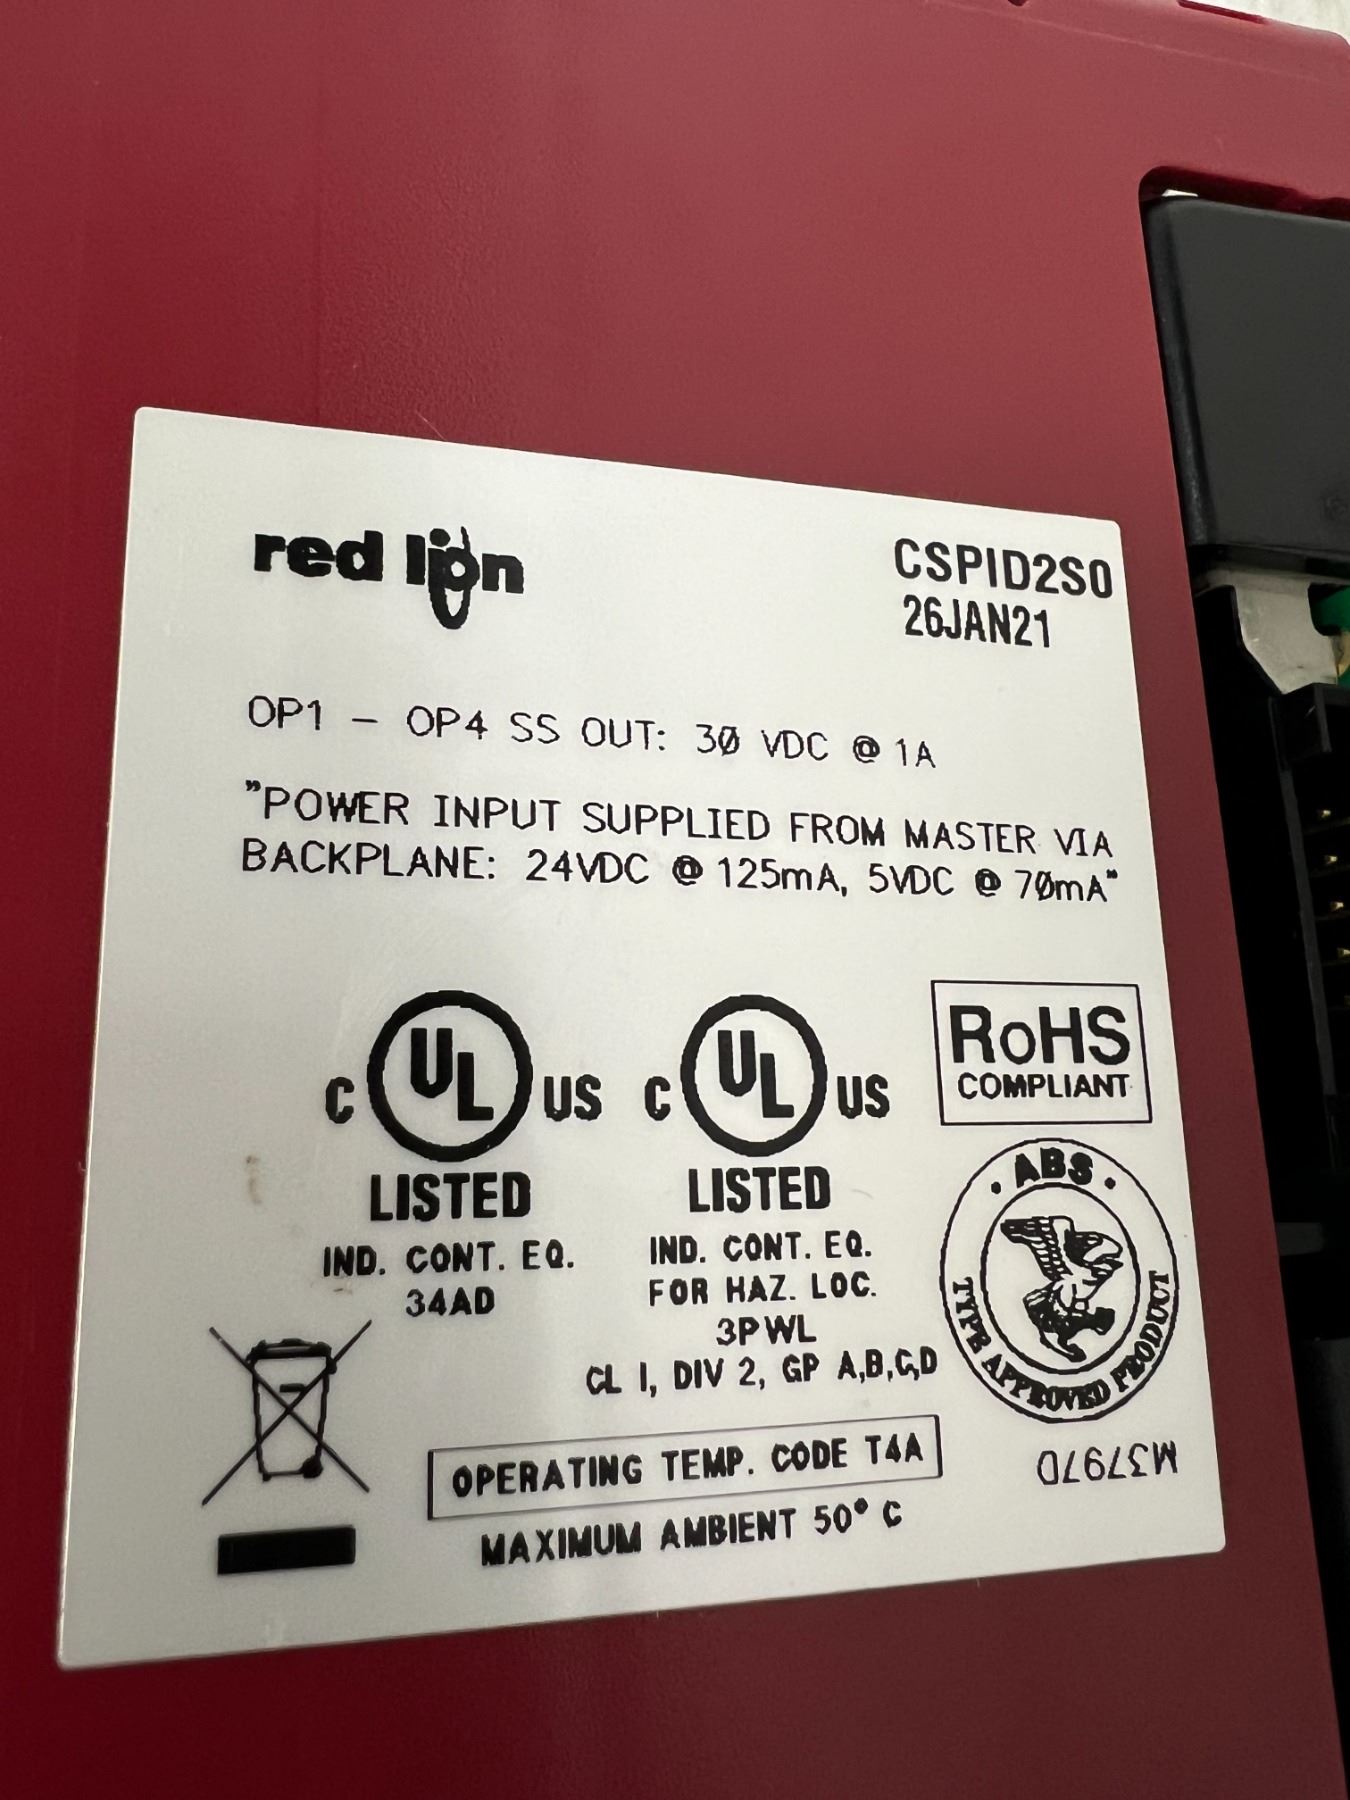 red lion
CSPID2S0
26JAN21
OP1 - OP4 SS OUT: 30 VDC @ 1A
"POWER INPUT SUPPLIED FROM MASTER VIA
BACKPLANE: 24VDC @ 125mA, 5VDC @ 70mA"
C UL US
LISTED
IND. CONT. EQ.
34AD
C UL US
LISTED
IND. CONT. EQ.
FOR HAZ. LOC.
3PWL
CL I, DIV 2, GP A,B,C,D
RoHS
COMPLIANT
ABS
TYPE APPROVED PRODUCT
OPERATING TEMP. CODE T4A
MAXIMUM AMBIENT 50° C
M3797D